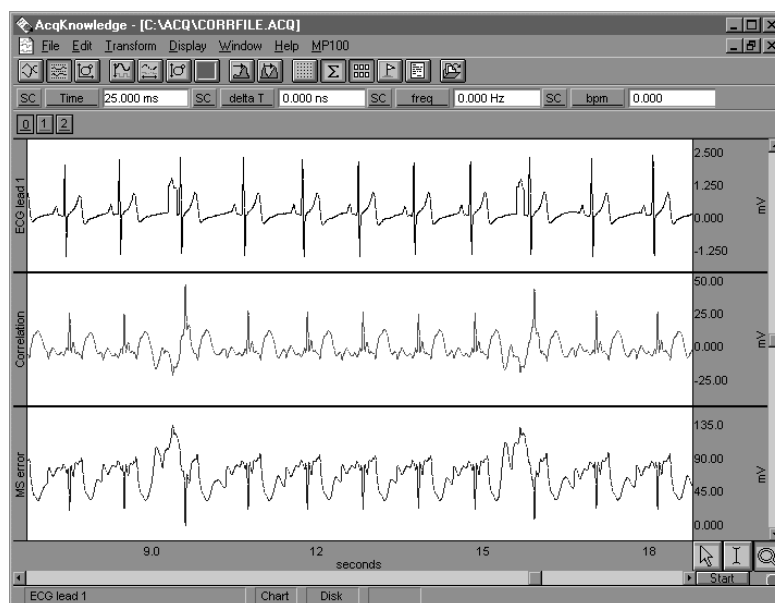 AcqKnowledge - [C:\ACQ\CORRFILE.ACQ]
File Edit Transform Display Window Help MP100
SC Time 25.000 ms SC delta T 0.000 ns SC freq 0.000 Hz SC bpm 0.000
0 1 2
ECG lead 1
2.500
1.250
0.000
-1.250
mV
Correlation
50.00
25.00
0.000
-25.00
mV
MS error
135.0
90.00
45.00
0.000
mV
9.0 12 15 18
seconds
Start
ECG lead 1 Chart Disk